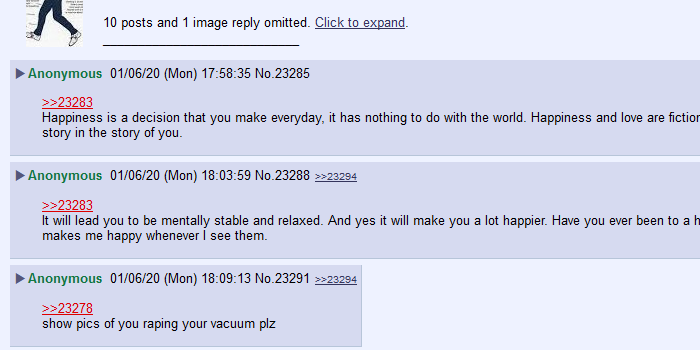 10 posts and 1 image reply omitted. Click to expand.
▶ Anonymous 01/06/20 (Mon) 17:58:35 No.23285
>>23283
Happiness is a decision that you make everyday, it has nothing to do with the world. Happiness and love are fiction
story in the story of you.
▶ Anonymous 01/06/20 (Mon) 18:03:59 No.23288 >>23294
>>23283
It will lead you to be mentally stable and relaxed. And yes it will make you a lot happier. Have you ever been to a h
makes me happy whenever I see them.
▶ Anonymous 01/06/20 (Mon) 18:09:13 No.23291 >>23294
>>23278
show pics of you raping your vacuum plz